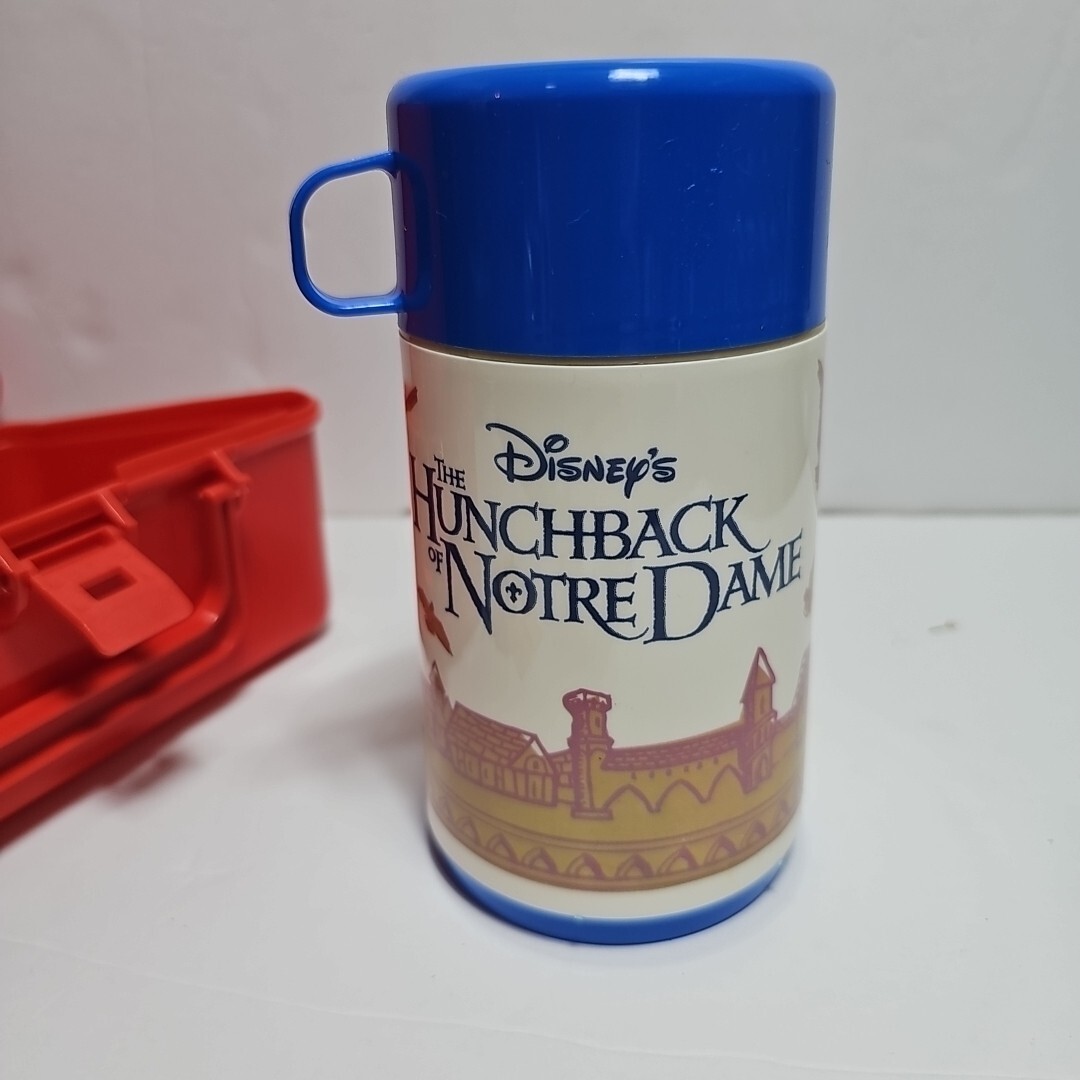 Disney's
THE
HUNCHBACK
OF
NOTRE DAME